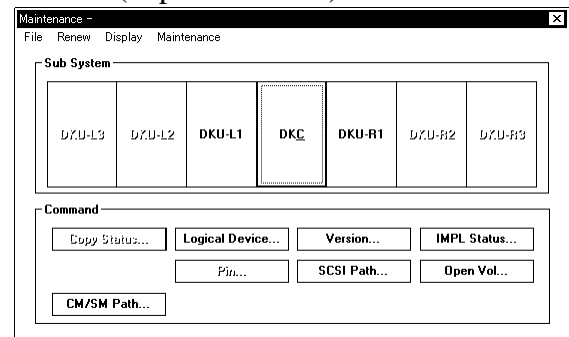 Maintenance -
File Renew Display Maintenance
Sub System
DKU-L3 DKU-L2 DKU-L1 DKC DKU-R1 DKU-R2 DKU-R3
Command
Copy Status... Logical Device... Version... IMPL Status...
Pin... SCSI Path... Open Vol...
CM/SM Path...